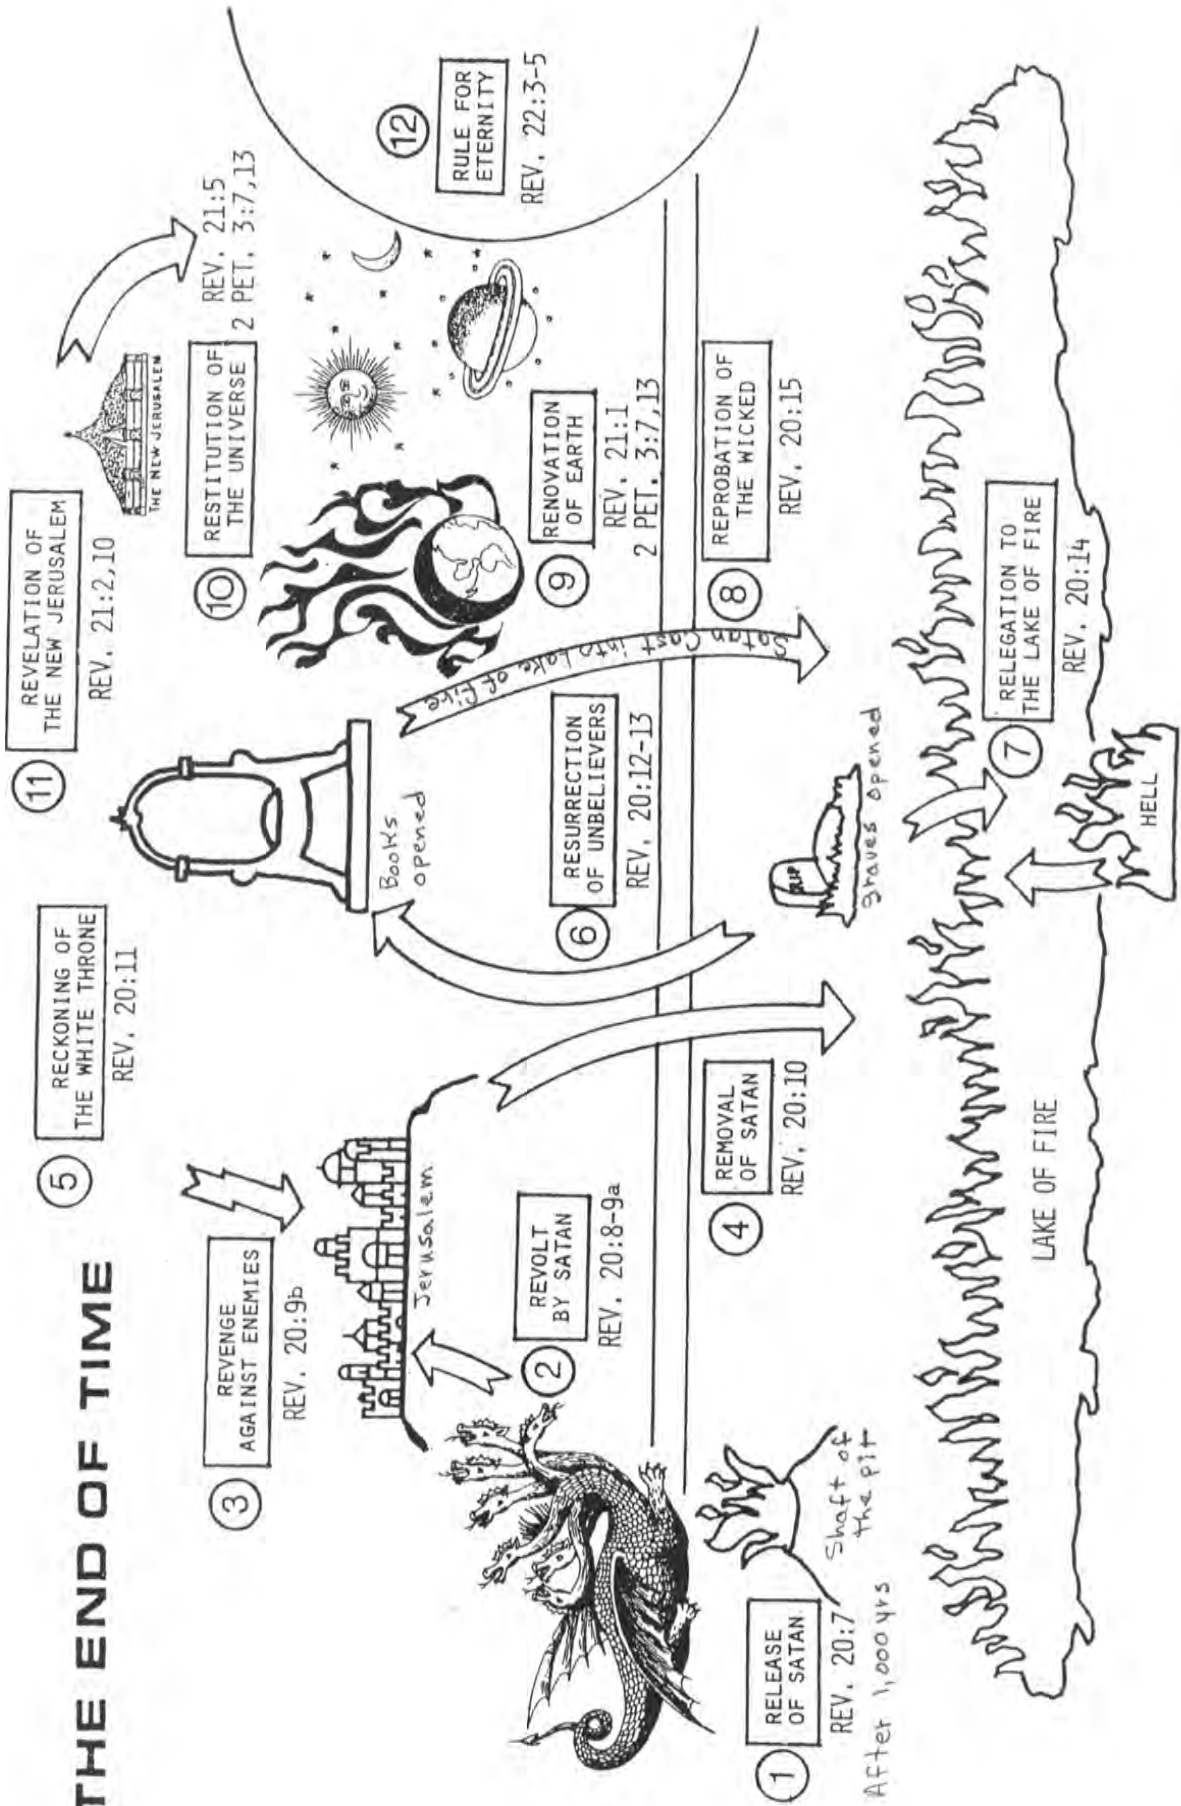 THE END OF TIME
1
RELEASE
OF SATAN
REV. 20:7
After 1,000 yrs
Shaft of
the pit
2
REVOLT
BY SATAN
REV. 20:8-9a
3
REVENGE
AGAINST ENEMIES
REV. 20:9b
Jerusalem
4
REMOVAL
OF SATAN
REV. 20:10
5
RECKONING OF
THE WHITE THRONE
REV. 20:11
Books
opened
6
RESURRECTION
OF UNBELIEVERS
REV. 20:12-13
RIP
graves opened
7
RELEGATION TO
THE LAKE OF FIRE
REV. 20:14
HELL
LAKE OF FIRE
Satan Cast into Lake of fire
8
REPROBATION OF
THE WICKED
REV. 20:15
9
RENOVATION
OF EARTH
REV. 21:1
2 PET. 3:7,13
10
RESTITUTION OF
THE UNIVERSE
REV. 21:5
2 PET. 3:7,13
11
REVELATION OF
THE NEW JERUSALEM
REV. 21:2,10
THE NEW JERUSALEM
12
RULE FOR
ETERNITY
REV. 22:3-5